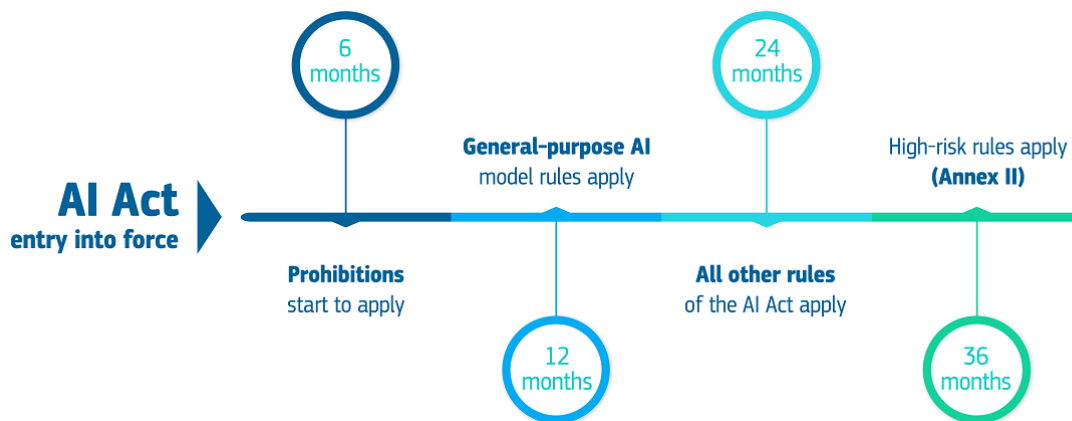 AI Act
entry into force
6
months
Prohibitions
start to apply
General-purpose AI
model rules apply
12
months
24
months
All other rules
of the AI Act apply
High-risk rules apply
(Annex II)
36
months